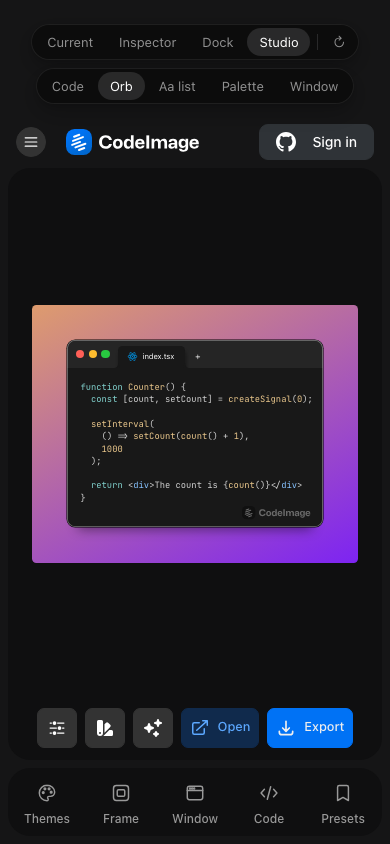 Current Inspector Dock Studio
Code Orb Aa list Palette Window
CodeImage Sign in
index.tsx +
function Counter() {
  const [count, setCount] = createSignal(0);
  setInterval(
    () => setCount(count() + 1),
    1000
  );
  return <div>The count is {count()}</div>
}
CodeImage
Open Export
Themes Frame Window Code Presets